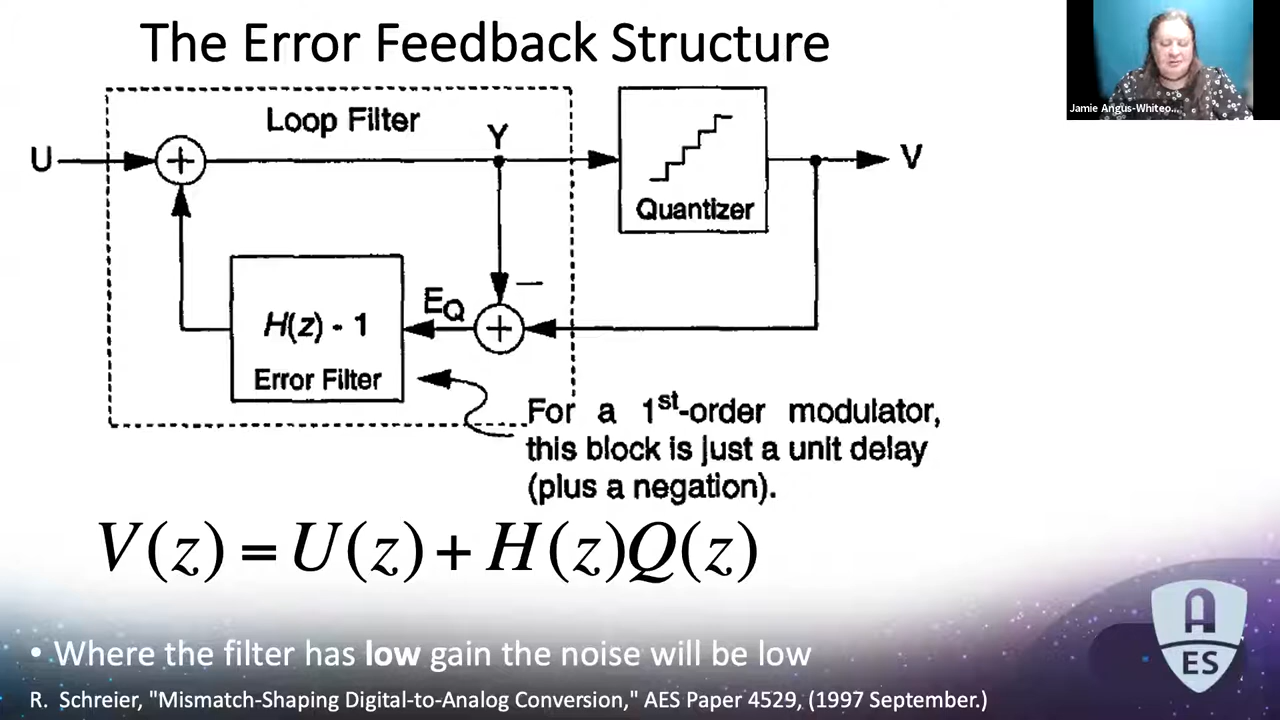 The Error Feedback Structure
Jamie Angus-Whiteo...
Loop Filter
Y
U
+
V
Quantizer
−
E_Q
H(z) - 1
+
Error Filter
For a 1st-order modulator,
this block is just a unit delay
(plus a negation).
V(z) = U(z) + H(z)Q(z)
• Where the filter has low gain the noise will be low
R. Schreier, "Mismatch-Shaping Digital-to-Analog Conversion," AES Paper 4529, (1997 September.)
A
ES